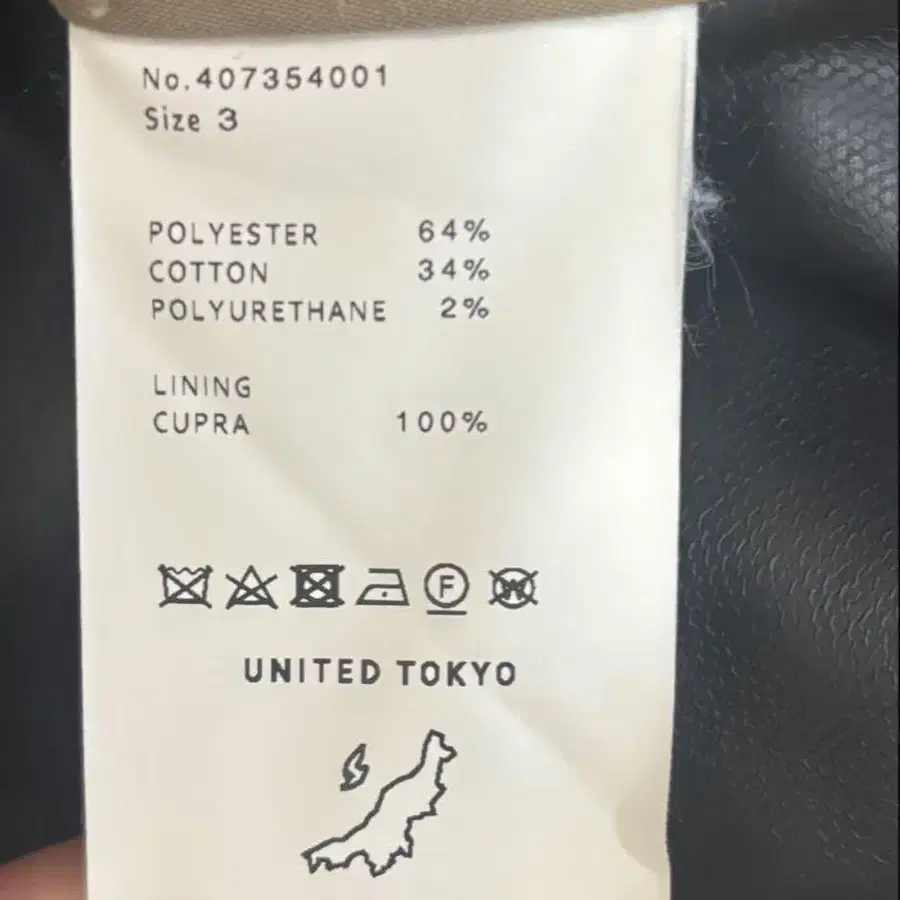 No.407354001
Size 3
POLYESTER 64%
COTTON 34%
POLYURETHANE 2%
LINING
CUPRA 100%
F W
UNITED TOKYO